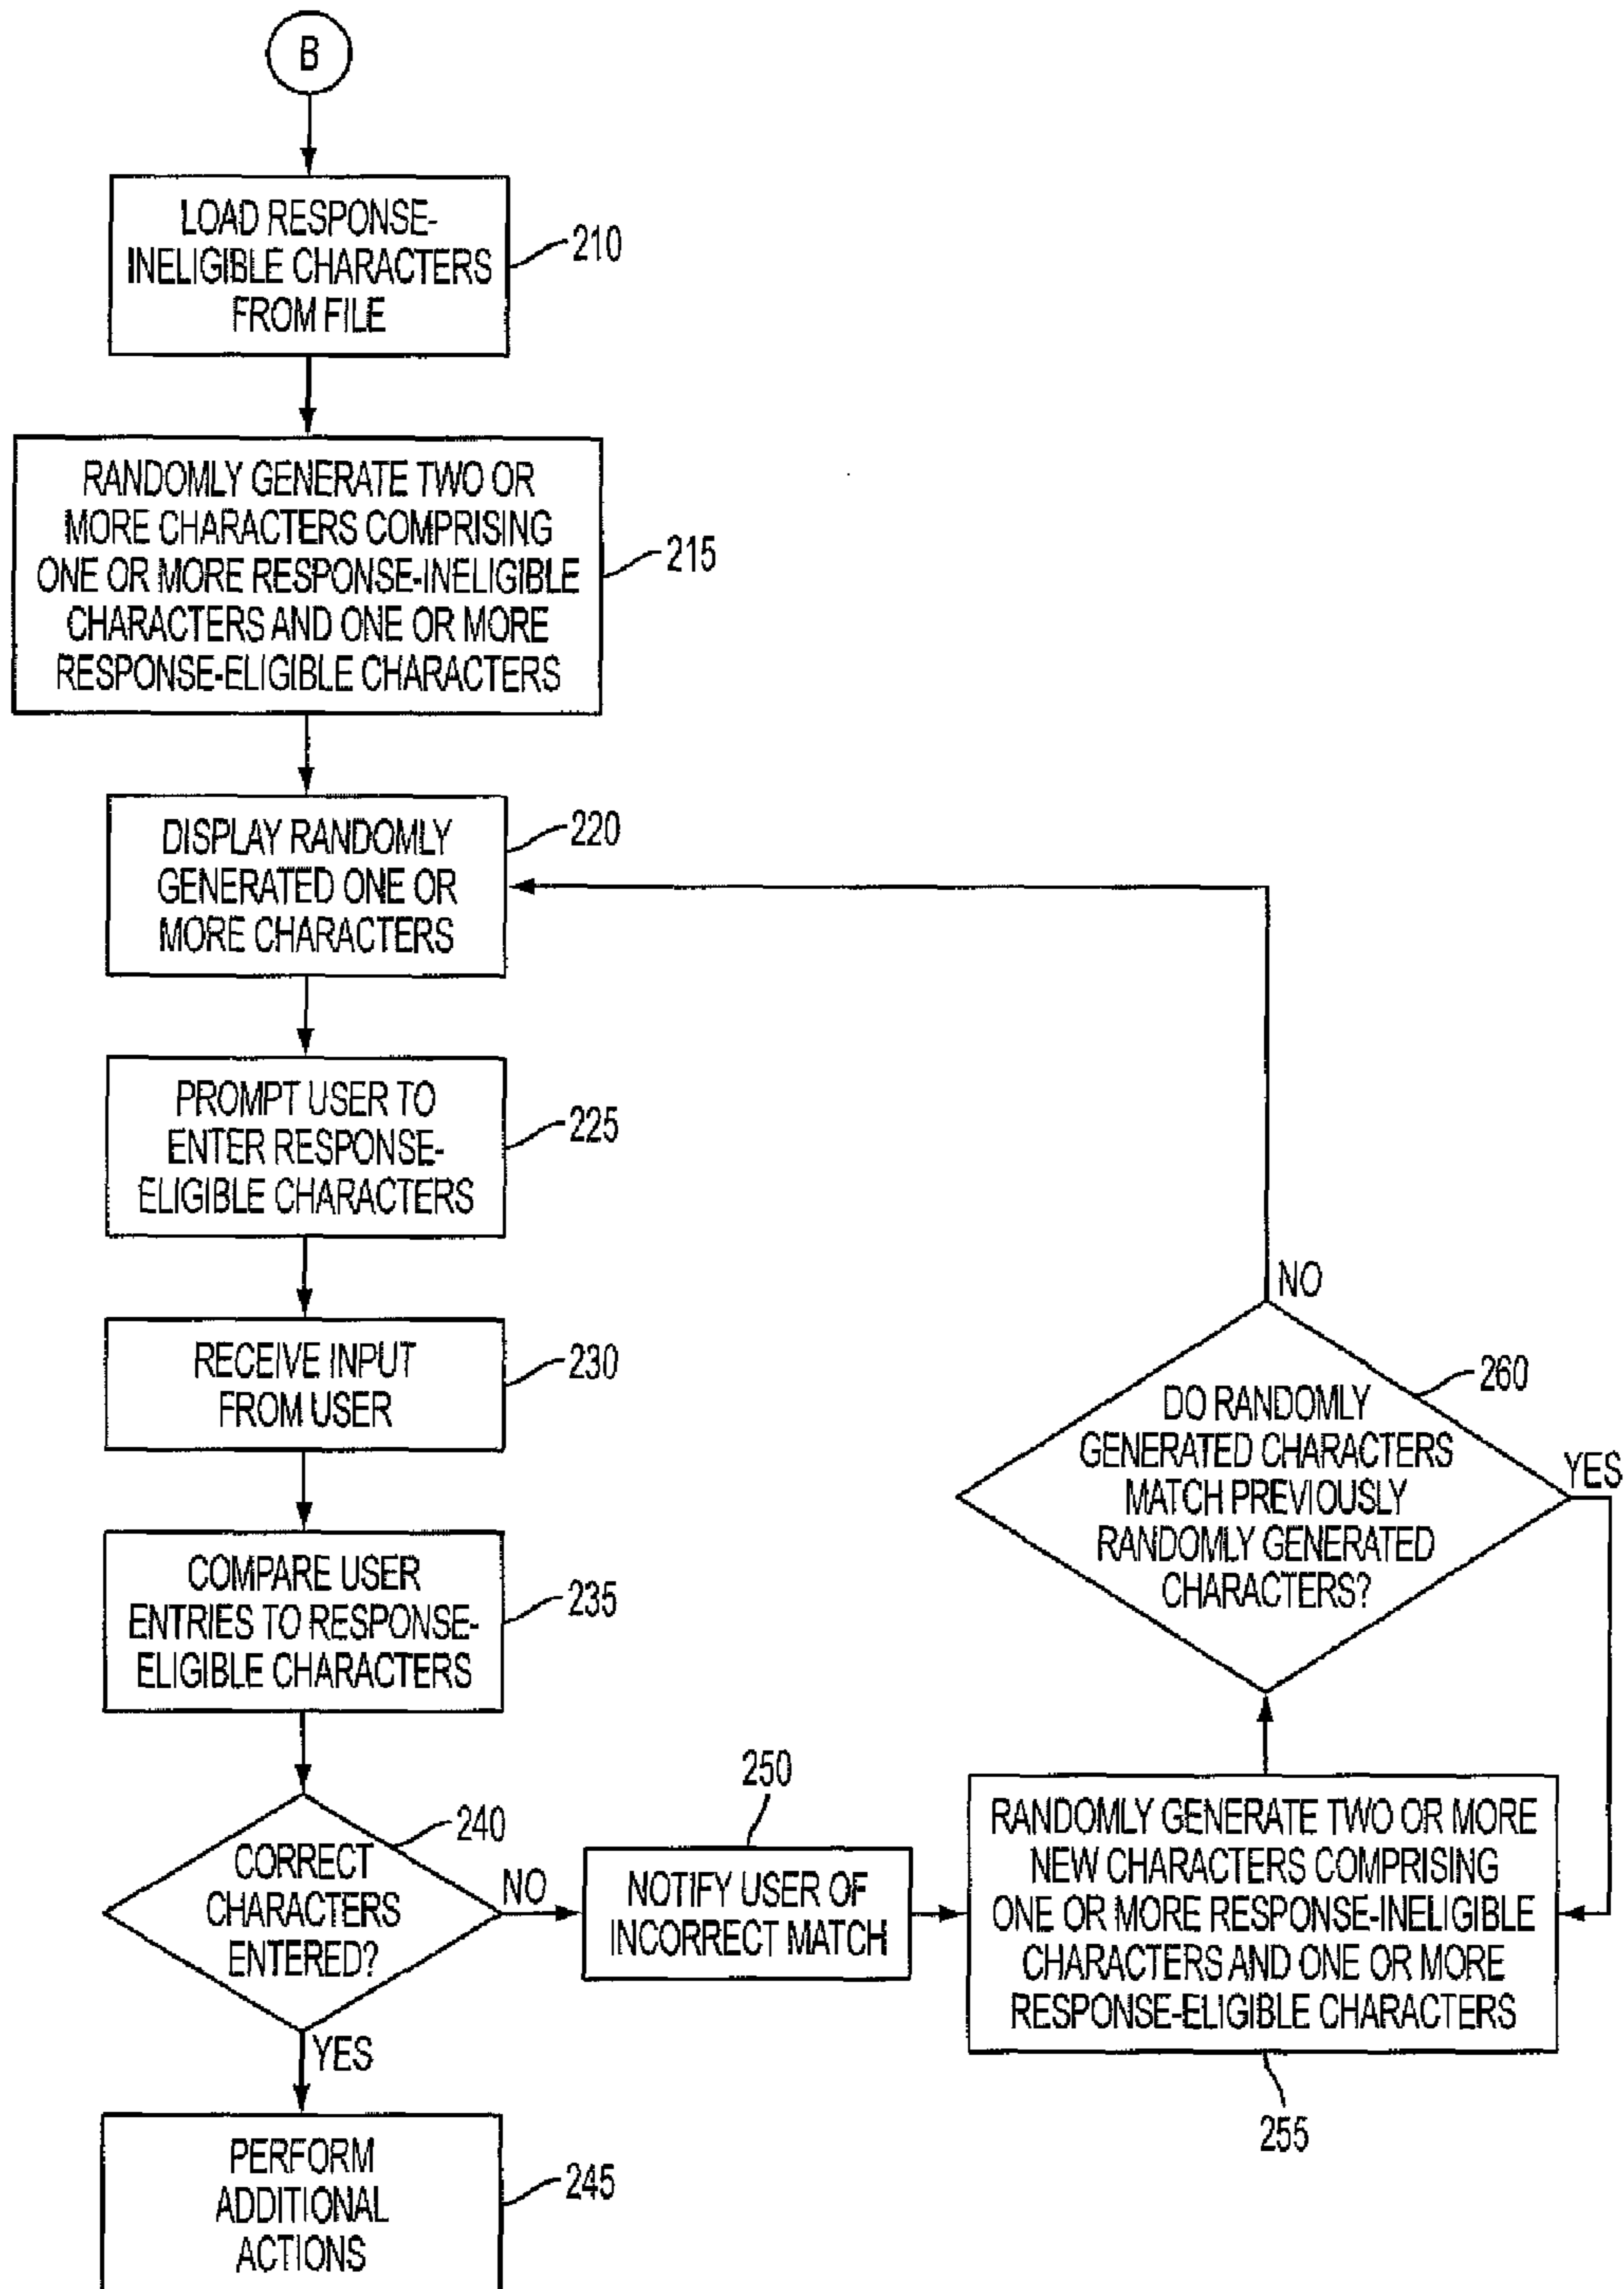 B
LOAD RESPONSE-
INELIGIBLE CHARACTERS
FROM FILE
210
RANDOMLY GENERATE TWO OR
MORE CHARACTERS COMPRISING
ONE OR MORE RESPONSE-INELIGIBLE
CHARACTERS AND ONE OR MORE
RESPONSE-ELIGIBLE CHARACTERS
215
DISPLAY RANDOMLY
GENERATED ONE OR
MORE CHARACTERS
220
PROMPT USER TO
ENTER RESPONSE-
ELIGIBLE CHARACTERS
225
RECEIVE INPUT
FROM USER
230
COMPARE USER
ENTRIES TO RESPONSE-
ELIGIBLE CHARACTERS
235
CORRECT
CHARACTERS
ENTERED?
240
NO
YES
PERFORM
ADDITIONAL
ACTIONS
245
250
NOTIFY USER OF
INCORRECT MATCH
RANDOMLY GENERATE TWO OR MORE
NEW CHARACTERS COMPRISING
ONE OR MORE RESPONSE-INELIGIBLE
CHARACTERS AND ONE OR MORE
RESPONSE-ELIGIBLE CHARACTERS
255
DO RANDOMLY
GENERATED CHARACTERS
MATCH PREVIOUSLY
RANDOMLY GENERATED
CHARACTERS?
260
YES
NO